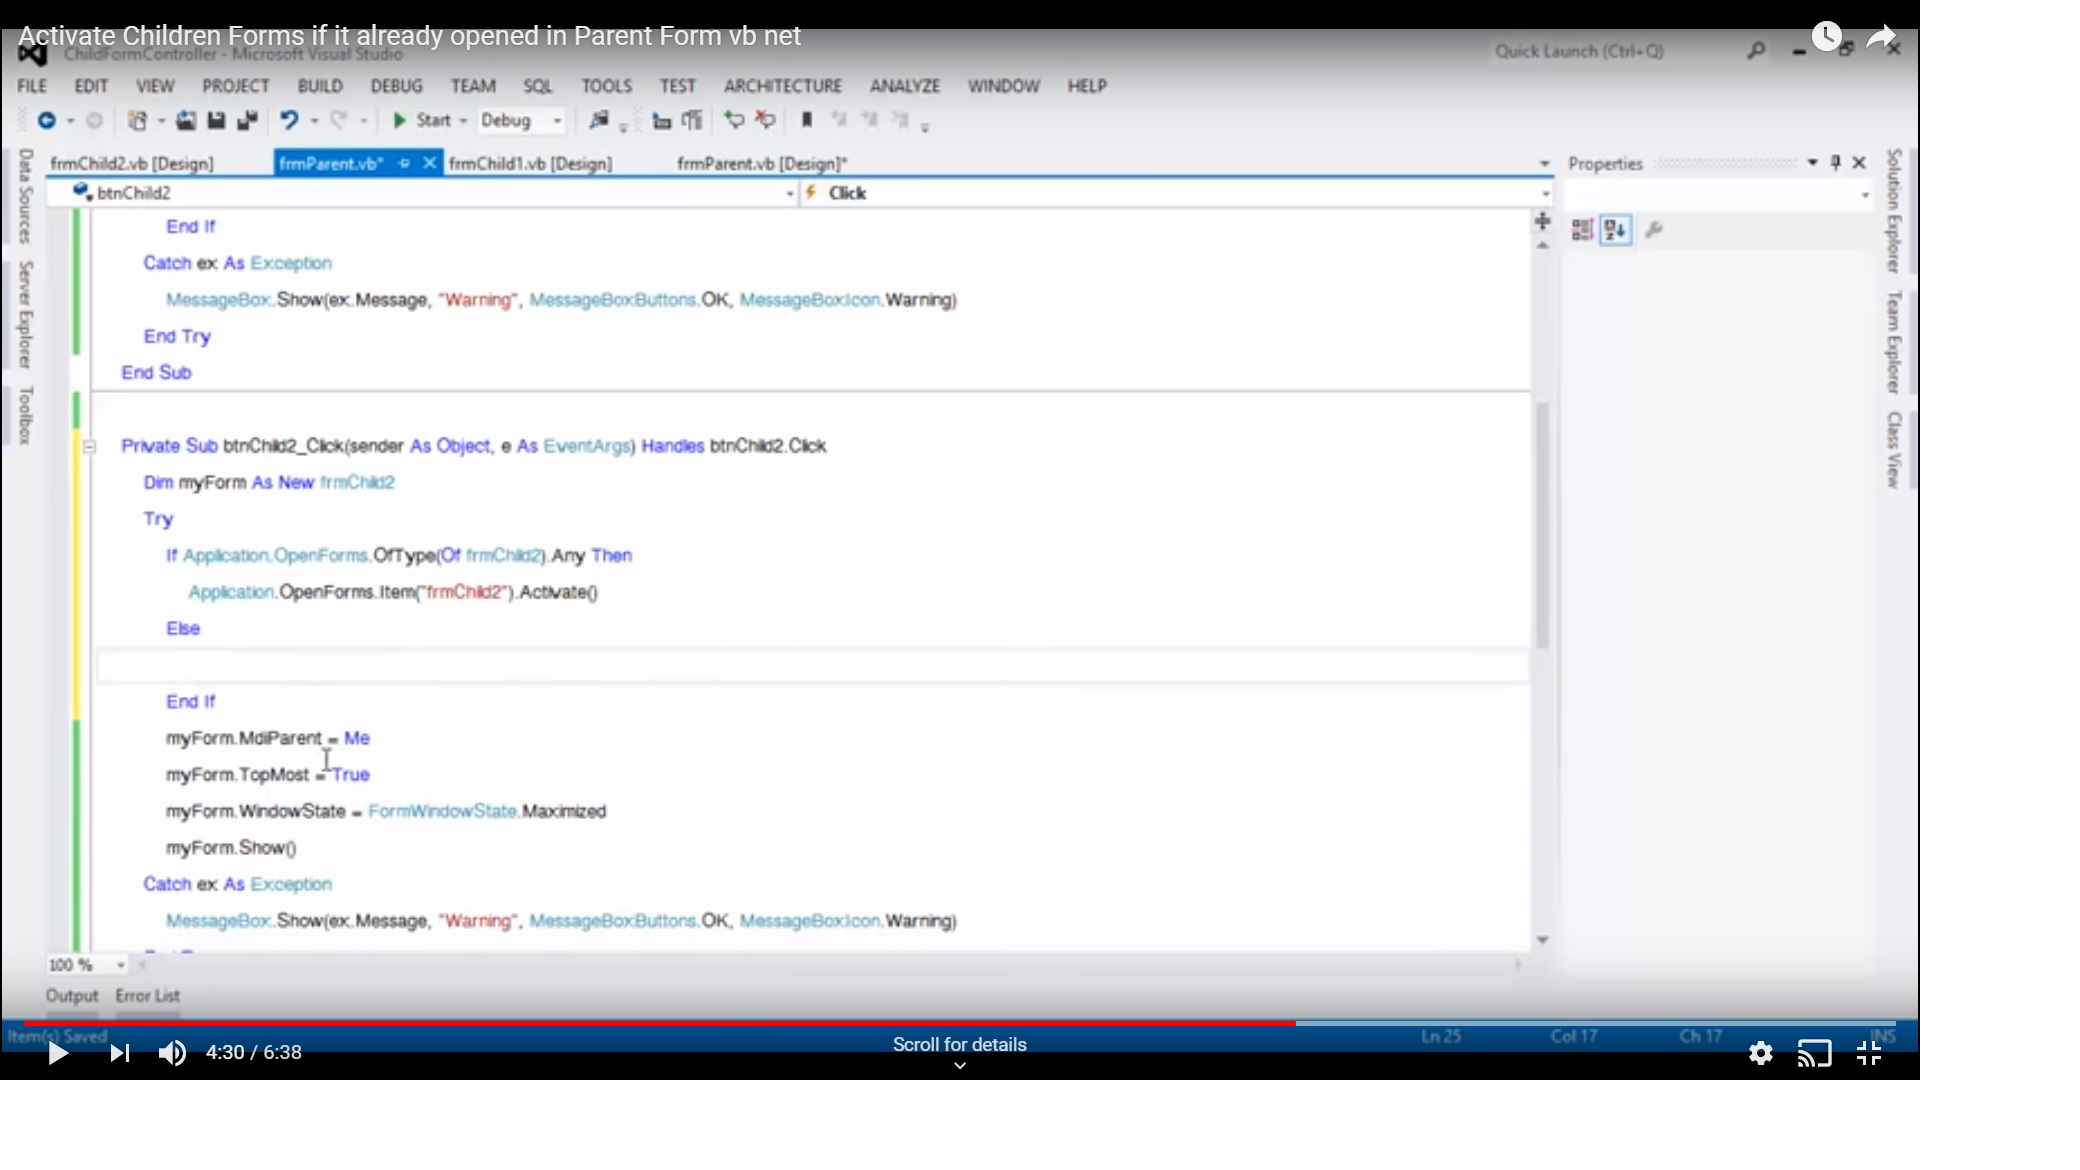 Activate Children Forms if it already opened in Parent Form vb net
ChildFormController - Microsoft Visual Studio
Quick Launch (Ctrl+Q)
FILE EDIT VIEW PROJECT BUILD DEBUG TEAM SQL TOOLS TEST ARCHITECTURE ANALYZE WINDOW HELP
Start Debug
frmChild2.vb [Design] frmParent.vb* frmChild1.vb [Design] frmParent.vb [Design]*
Properties
btnChild2
Click
Data Sources
Server Explorer
Toolbox
Solution Explorer
Team Explorer
Class View
End If
Catch ex As Exception
MessageBox.Show(ex.Message, "Warning", MessageBoxButtons.OK, MessageBoxIcon.Warning)
End Try
End Sub
Private Sub btnChild2_Click(sender As Object, e As EventArgs) Handles btnChild2.Click
Dim myForm As New frmChild2
Try
If Application.OpenForms.OfType(Of frmChild2).Any Then
Application.OpenForms.Item("frmChild2").Activate()
Else
End If
myForm.MdiParent = Me
myForm.TopMost = True
myForm.WindowState = FormWindowState.Maximized
myForm.Show()
Catch ex As Exception
MessageBox.Show(ex.Message, "Warning", MessageBoxButtons.OK, MessageBoxIcon.Warning)
100 %
Output Error List
Item(s) Saved
Ln 25 Col 17 Ch 17 INS
4:30 / 6:38
Scroll for details